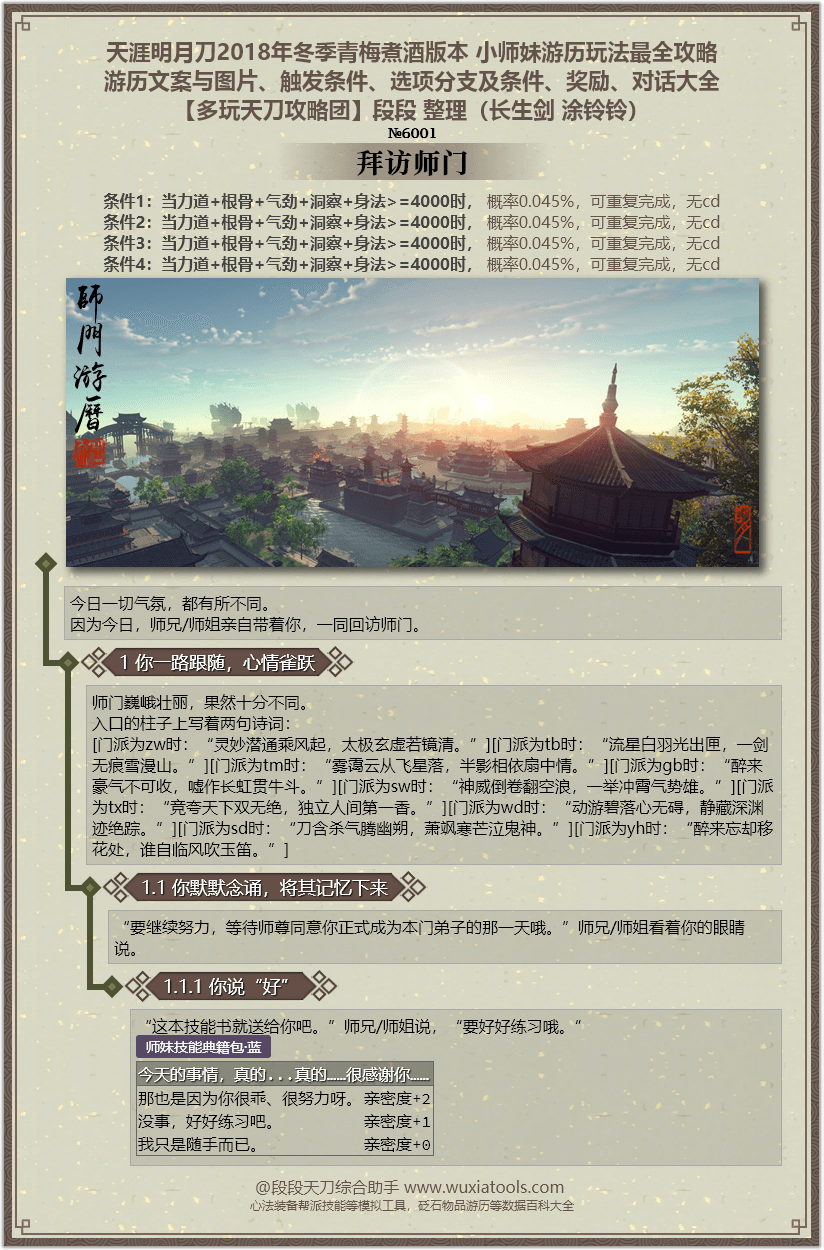 天涯明月刀2018年冬季青梅煮酒版本 小师妹游历玩法最全攻略
游历文案与图片、触发条件、选项分支及条件、奖励、对话大全
【多玩天刀攻略团】段段 整理（长生剑 涂铃铃）
№6001
拜访师门
条件1：当力道+根骨+气劲+洞察+身法>=4000时， 概率0.045%，可重复完成，无cd
条件2：当力道+根骨+气劲+洞察+身法>=4000时， 概率0.045%，可重复完成，无cd
条件3：当力道+根骨+气劲+洞察+身法>=4000时， 概率0.045%，可重复完成，无cd
条件4：当力道+根骨+气劲+洞察+身法>=4000时， 概率0.045%，可重复完成，无cd
師門游曆
今日一切气氛，都有所不同。
因为今日，师兄/师姐亲自带着你，一同回访师门。
1 你一路跟随，心情雀跃
师门巍峨壮丽，果然十分不同。
入口的柱子上写着两句诗词：
[门派为zw时：“灵妙潜通乘风起，太极玄虚若镜清。”][门派为tb时：“流星白羽光出匣，一剑
无痕雪漫山。”][门派为tm时：“雾霭云从飞星落，半影相依扇中情。”][门派为gb时：“醉来
豪气不可收，嘘作长虹贯牛斗。”][门派为sw时：“神威倒卷翻空浪，一举冲霄气势雄。”][门派
为tx时：“竞夸天下双无绝，独立人间第一香。”][门派为wd时：“动游碧落心无碍，静藏深渊
迹绝踪。”][门派为sd时：“刀含杀气腾幽朔，萧飒寒芒泣鬼神。”][门派为yh时：“醉来忘却移
花处，谁自临风吹玉笛。”]
1.1 你默默念诵，将其记忆下来
“要继续努力，等待师尊同意你正式成为本门弟子的那一天哦。”师兄/师姐看着你的眼睛
说。
1.1.1 你说“好”
“这本技能书就送给你吧。”师兄/师姐说，“要好好练习哦。“
师妹技能典籍包·蓝
今天的事情，真的...真的……很感谢你……
那也是因为你很乖、很努力呀。 亲密度+2
没事，好好练习吧。 亲密度+1
我只是随手而已。 亲密度+0
@段段天刀综合助手 www.wuxiatools.com
心法装备帮派技能等模拟工具，砭石物品游历等数据百科大全